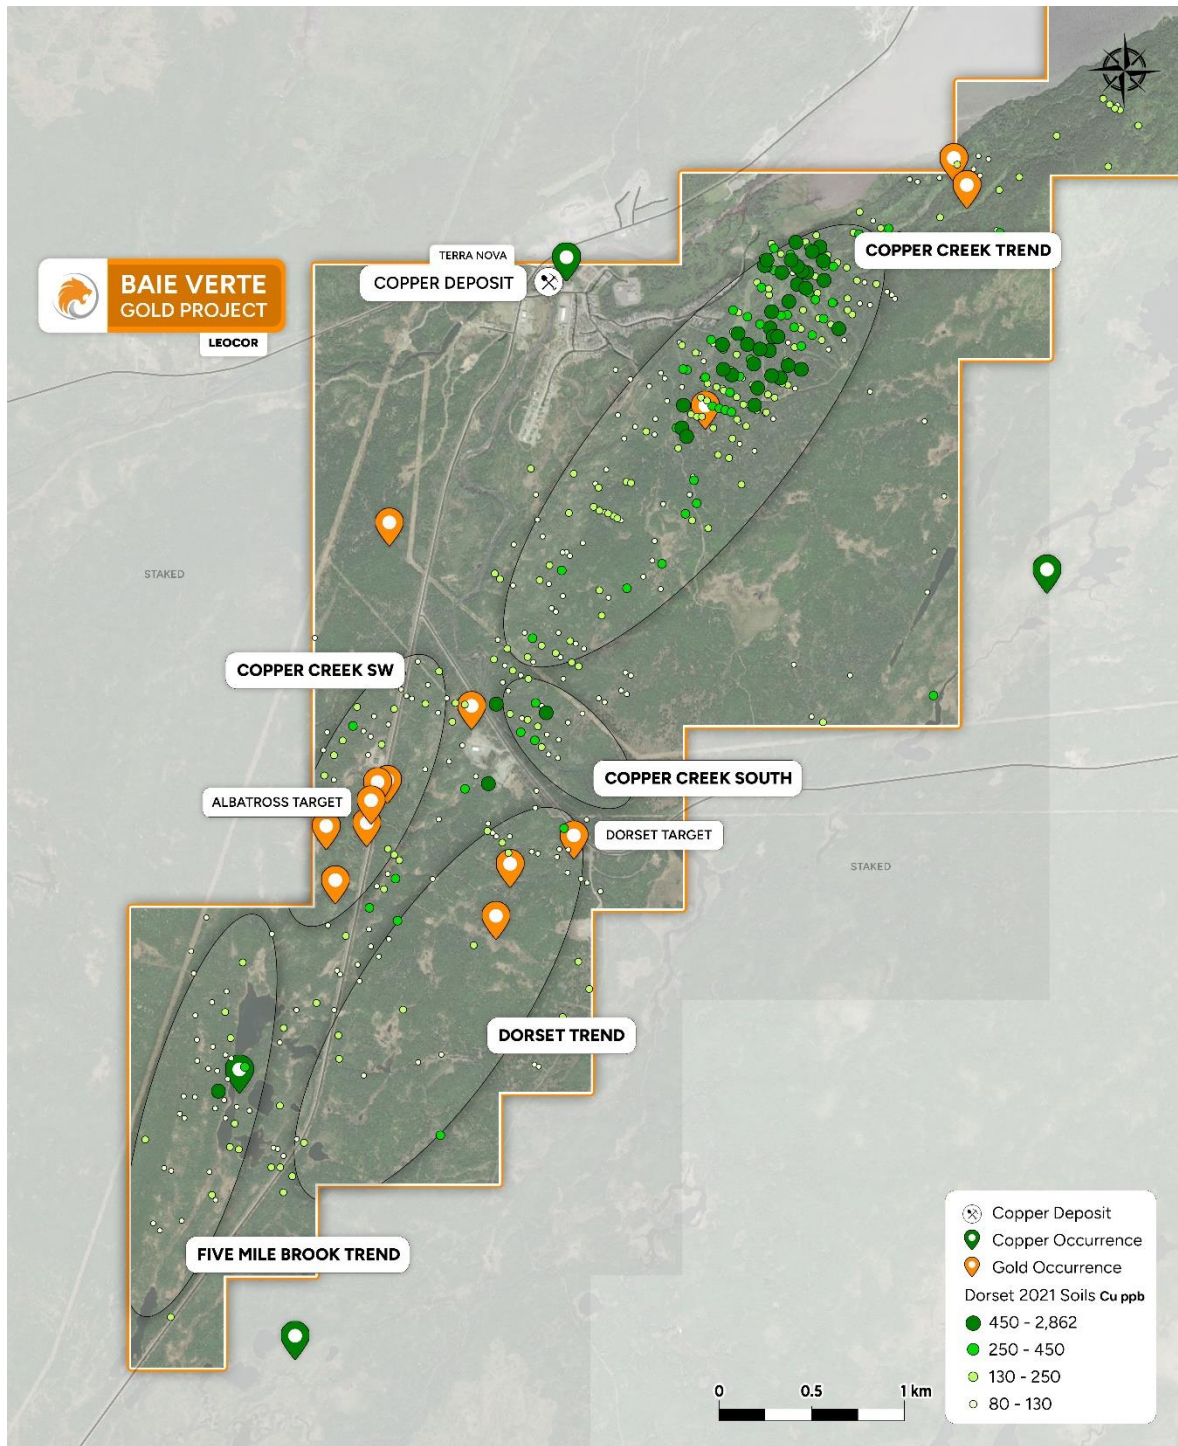 COPPER CREEK TREND
TERRA NOVA
COPPER DEPOSIT
BAIE VERTE
GOLD PROJECT
LEOCOR
STAKED
COPPER CREEK SW
COPPER CREEK SOUTH
ALBATROSS TARGET
DORSET TARGET
STAKED
DORSET TREND
FIVE MILE BROOK TREND
Copper Deposit
Copper Occurrence
Gold Occurrence
Dorset 2021 Soils Cu ppb
450 - 2,862
250 - 450
130 - 250
80 - 130
0 0.5 1 km